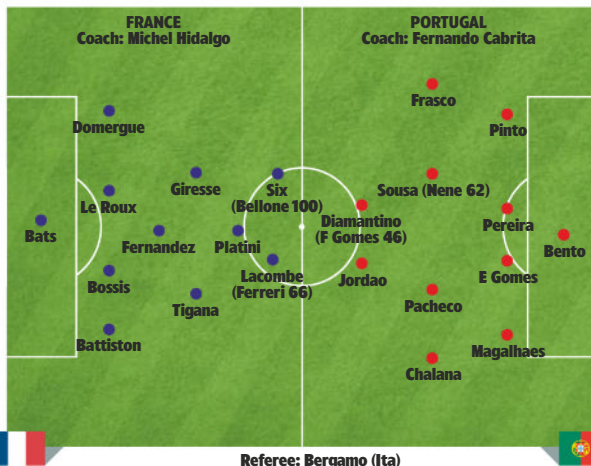 FRANCE
Coach: Michel Hidalgo
PORTUGAL
Coach: Fernando Cabrita
Domergue
Le Roux
Bats
Bossis
Battiston
Fernandez
Giresse
Tigana
Platini
Six
(Bellone 100)
Lacombe
(Ferreri 66)
Diamantino
(F Gomes 46)
Jordao
Frasco
Sousa (Nene 62)
Pacheco
Chalana
Pinto
Pereira
E Gomes
Magalhaes
Bento
Referee: Bergamo (Ita)